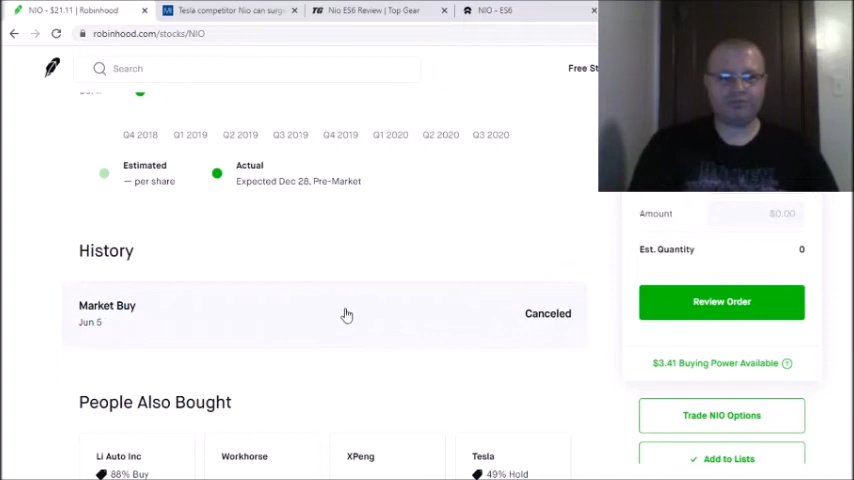 NIO - $21.11 | Robinhood
Tesla competitor Nio can surge
TG Nio ES6 Review | Top Gear
NIO - ES6
robinhood.com/stocks/NIO
Search
Free St
Q4 2018 Q1 2019 Q2 2019 Q3 2019 Q4 2019 Q1 2020 Q2 2020 Q3 2020
Estimated
— per share
Actual
Expected Dec 28, Pre-Market
Amount $0.00
Est. Quantity 0
Review Order
$3.41 Buying Power Available ?
Trade NIO Options
Add to Lists
History
Market Buy
Jun 5
Canceled
People Also Bought
Li Auto Inc
88% Buy
Workhorse
XPeng
Tesla
49% Hold